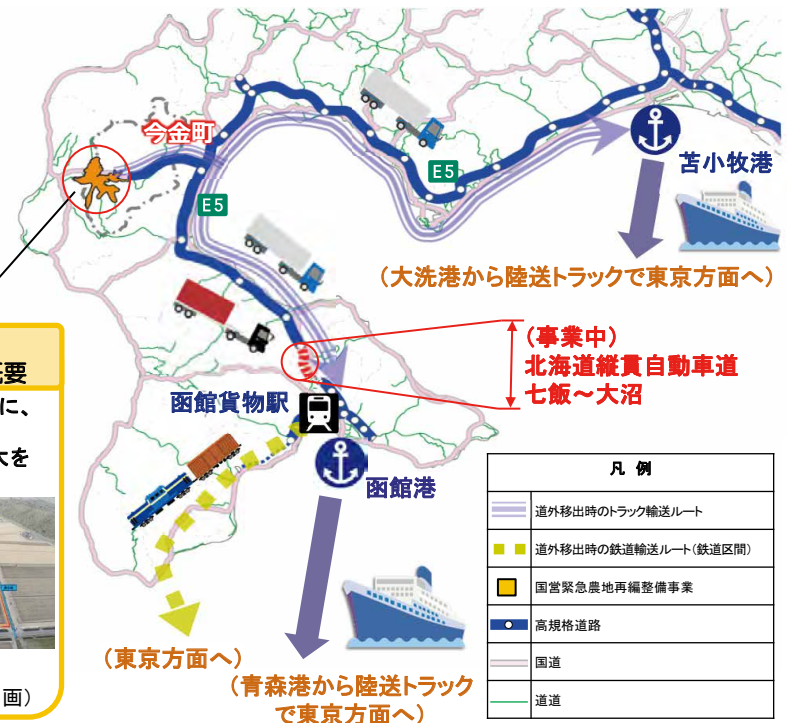 今金町
E5
E5
苫小牧港
(大洗港から陸送トラックで東京方面へ)
(事業中)
北海道縦貫自動車道
七飯～大沼
要
に、
大を
画)
函館貨物駅
函館港
(東京方面へ)
(青森港から陸送トラック
で東京方面へ)
凡 例
道外移出時のトラック輸送ルート
道外移出時の鉄道輸送ルート(鉄道区間)
国営緊急農地再編整備事業
高規格道路
国道
道道